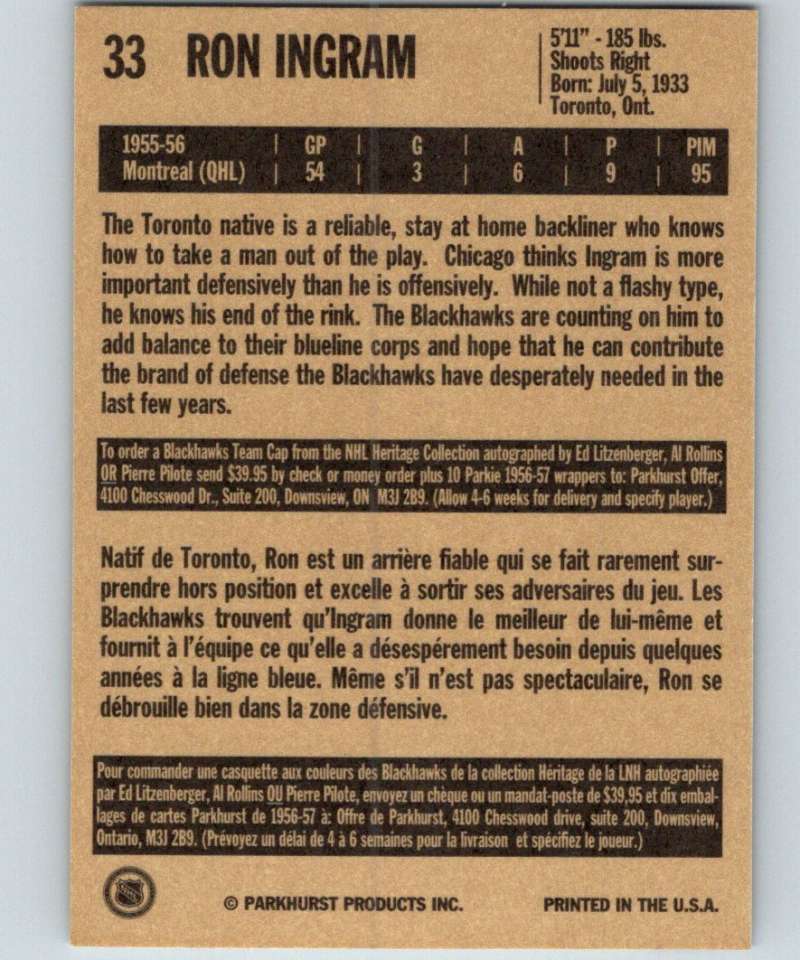 33 RON INGRAM
5'11" - 185 lbs.
Shoots Right
Born: July 5, 1933
Toronto, Ont.
1955-56 | GP | G | A | P | PIM
Montreal (QHL) | 54 | 3 | 6 | 9 | 95
The Toronto native is a reliable, stay at home backliner who knows
how to take a man out of the play. Chicago thinks Ingram is more
important defensively than he is offensively. While not a flashy type,
he knows his end of the rink. The Blackhawks are counting on him to
add balance to their blueline corps and hope that he can contribute
the brand of defense the Blackhawks have desperately needed in the
last few years.
To order a Blackhawks Team Cap from the NHL Heritage Collection autographed by Ed Litzenberger, Al Rollins
OR Pierre Pilote send $39.95 by check or money order plus 10 Parkie 1956-57 wrappers to: Parkhurst Offer,
4100 Chesswood Dr., Suite 200, Downsview, ON M3J 2B9. (Allow 4-6 weeks for delivery and specify player.)
Natif de Toronto, Ron est un arrière fiable qui se fait rarement sur-
prendre hors position et excelle à sortir ses adversaires du jeu. Les
Blackhawks trouvent qu'Ingram donne le meilleur de lui-même et
fournit à l'équipe ce qu'elle a désespérement besoin depuis quelques
années à la ligne bleue. Même s'il n'est pas spectaculaire, Ron se
débrouille bien dans la zone défensive.
Pour commander une casquette aux couleurs des Blackhawks de la collection Héritage de la LNH autographiée
par Ed Litzenberger, Al Rollins OU Pierre Pilote, envoyez un chèque ou un mandat-poste de $39,95 et dix embal-
lages de cartes Parkhurst de 1956-57 à: Offre de Parkhurst, 4100 Chesswood drive, suite 200, Downsview,
Ontario, M3J 2B9. (Prévoyez un délai de 4 à 6 semaines pour la livraison et spécifiez le joueur.)
NHL
© PARKHURST PRODUCTS INC. PRINTED IN THE U.S.A.